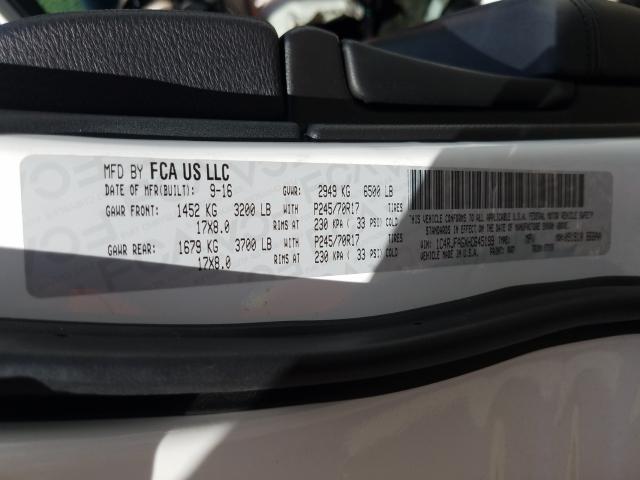 MFD BY FCA US LLC
DATE OF MFR(BUILT): 9-16 GVWR: 2949 KG 6500 LB
GAWR FRONT: 1452 KG 3200 LB WITH P245/70R17 TIRES
17X8.0 RIMS AT 230 KPA ( 33 PSI) COLD
GAWR REAR: 1679 KG 3700 LB WITH P245/70R17 TIRES
17X8.0 RIMS AT 230 KPA ( 33 PSI) COLD
THIS VEHICLE CONFORMS TO ALL APPLICABLE U.S.A. FEDERAL MOTOR VEHICLE SAFETY
STANDARDS IN EFFECT ON THE DATE OF MANUFACTURE SHOWN ABOVE.
VIN: TYPE:
VEHICLE MADE IN U.S.A. PAINT: TRIM: